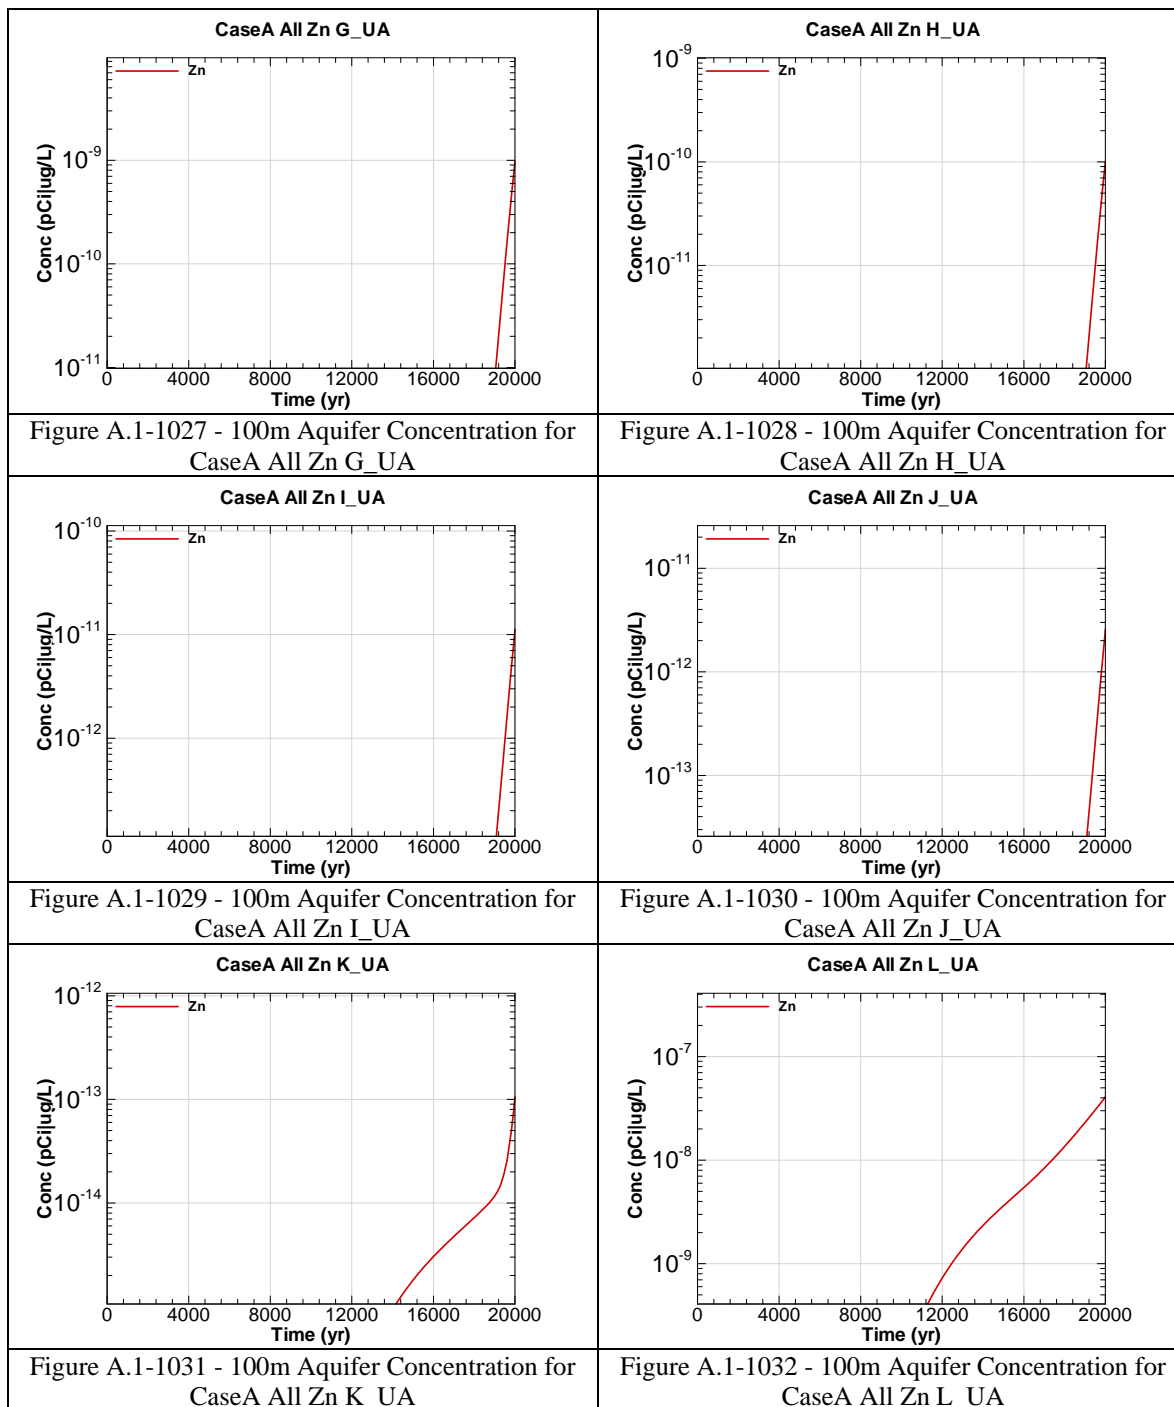 CaseA All Zn G_UA
Zn
Conc (pCi|ug/L)
10-9
10-10
10-11
0 4000 8000 12000 16000 20000
Time (yr)
Figure A.1-1027 - 100m Aquifer Concentration for
CaseA All Zn G_UA
CaseA All Zn H_UA
Zn
Conc (pCi|ug/L)
10-9
10-10
10-11
0 4000 8000 12000 16000 20000
Time (yr)
Figure A.1-1028 - 100m Aquifer Concentration for
CaseA All Zn H_UA
CaseA All Zn I_UA
Zn
Conc (pCi|ug/L)
10-10
10-11
10-12
0 4000 8000 12000 16000 20000
Time (yr)
Figure A.1-1029 - 100m Aquifer Concentration for
CaseA All Zn I_UA
CaseA All Zn J_UA
Zn
Conc (pCi|ug/L)
10-11
10-12
10-13
0 4000 8000 12000 16000 20000
Time (yr)
Figure A.1-1030 - 100m Aquifer Concentration for
CaseA All Zn J_UA
CaseA All Zn K_UA
Zn
Conc (pCi|ug/L)
10-12
10-13
10-14
0 4000 8000 12000 16000 20000
Time (yr)
Figure A.1-1031 - 100m Aquifer Concentration for
CaseA All Zn K_UA
CaseA All Zn L_UA
Zn
Conc (pCi|ug/L)
10-7
10-8
10-9
0 4000 8000 12000 16000 20000
Time (yr)
Figure A.1-1032 - 100m Aquifer Concentration for
CaseA All Zn L_UA